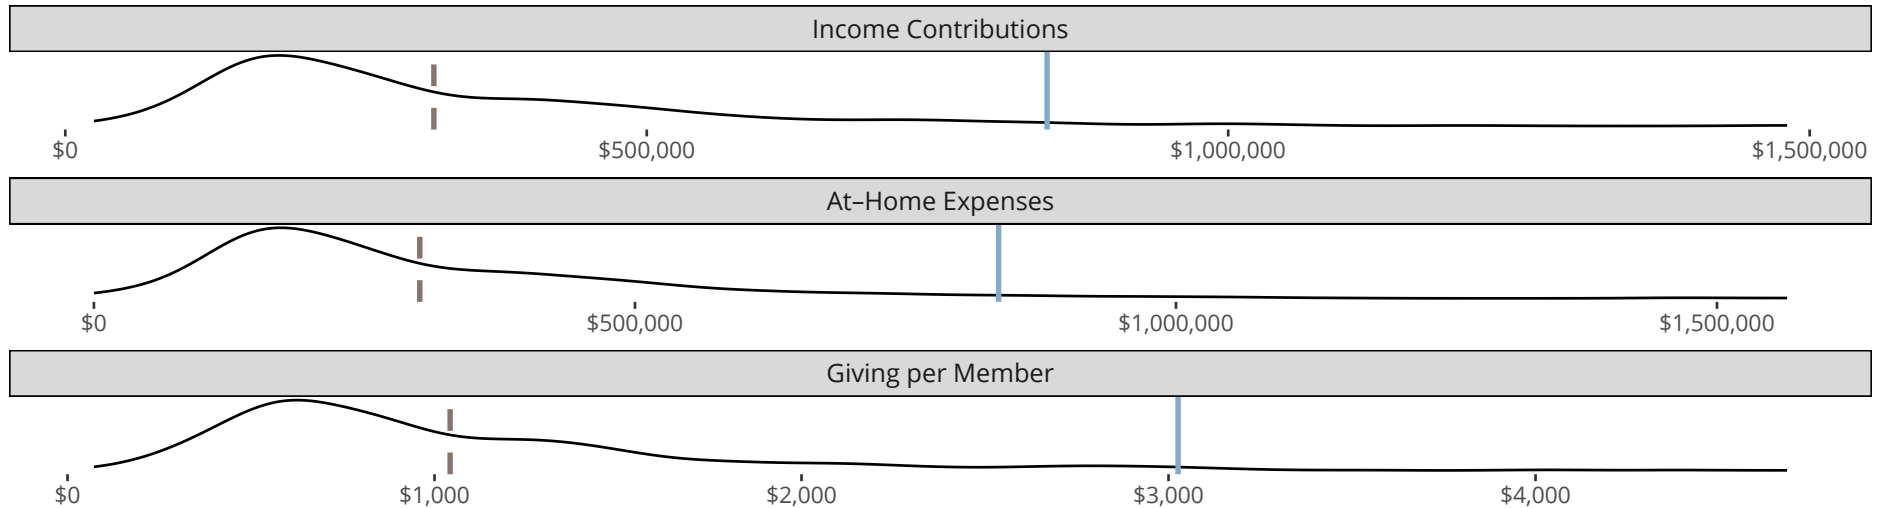 Income Contributions
$0 $500,000 $1,000,000 $1,500,000
At–Home Expenses
$0 $500,000 $1,000,000 $1,500,000
Giving per Member
$0 $1,000 $2,000 $3,000 $4,000